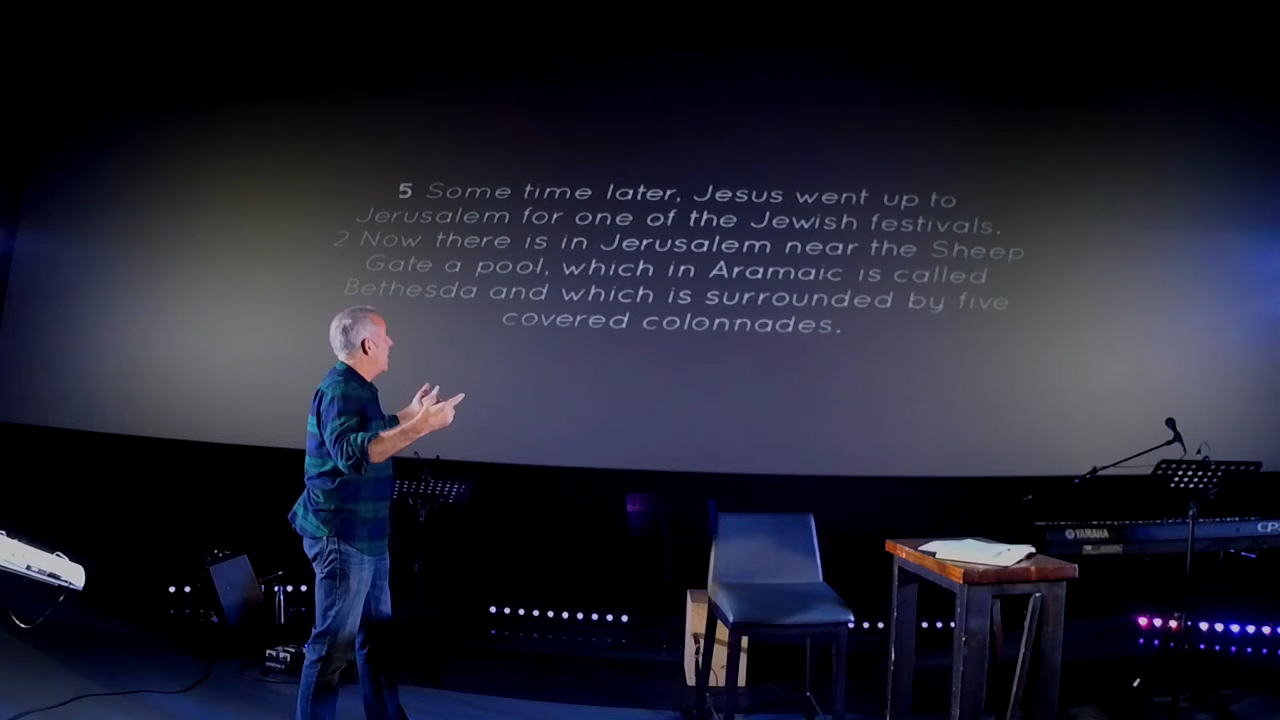 5 Some time later, Jesus went up to
Jerusalem for one of the Jewish festivals.
2 Now there is in Jerusalem near the Sheep
Gate a pool, which in Aramaic is called
Bethesda and which is surrounded by five
covered colonnades.
YAMAHA
CP